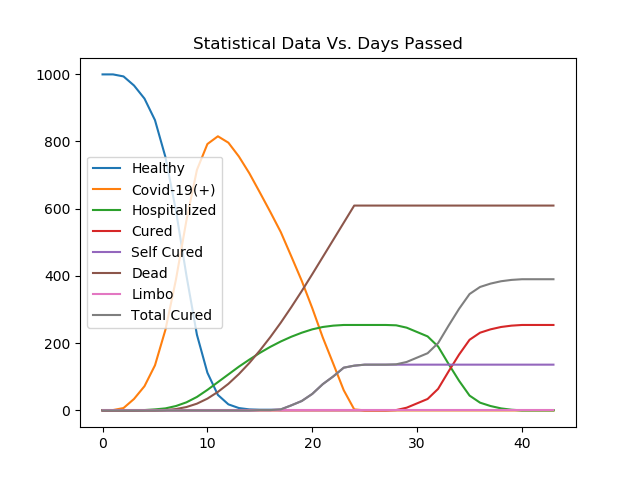 Statistical Data Vs. Days Passed
1000
800
600
400
200
0
Healthy
Covid-19(+)
Hospitalized
Cured
Self Cured
Dead
Limbo
Total Cured
0 10 20 30 40